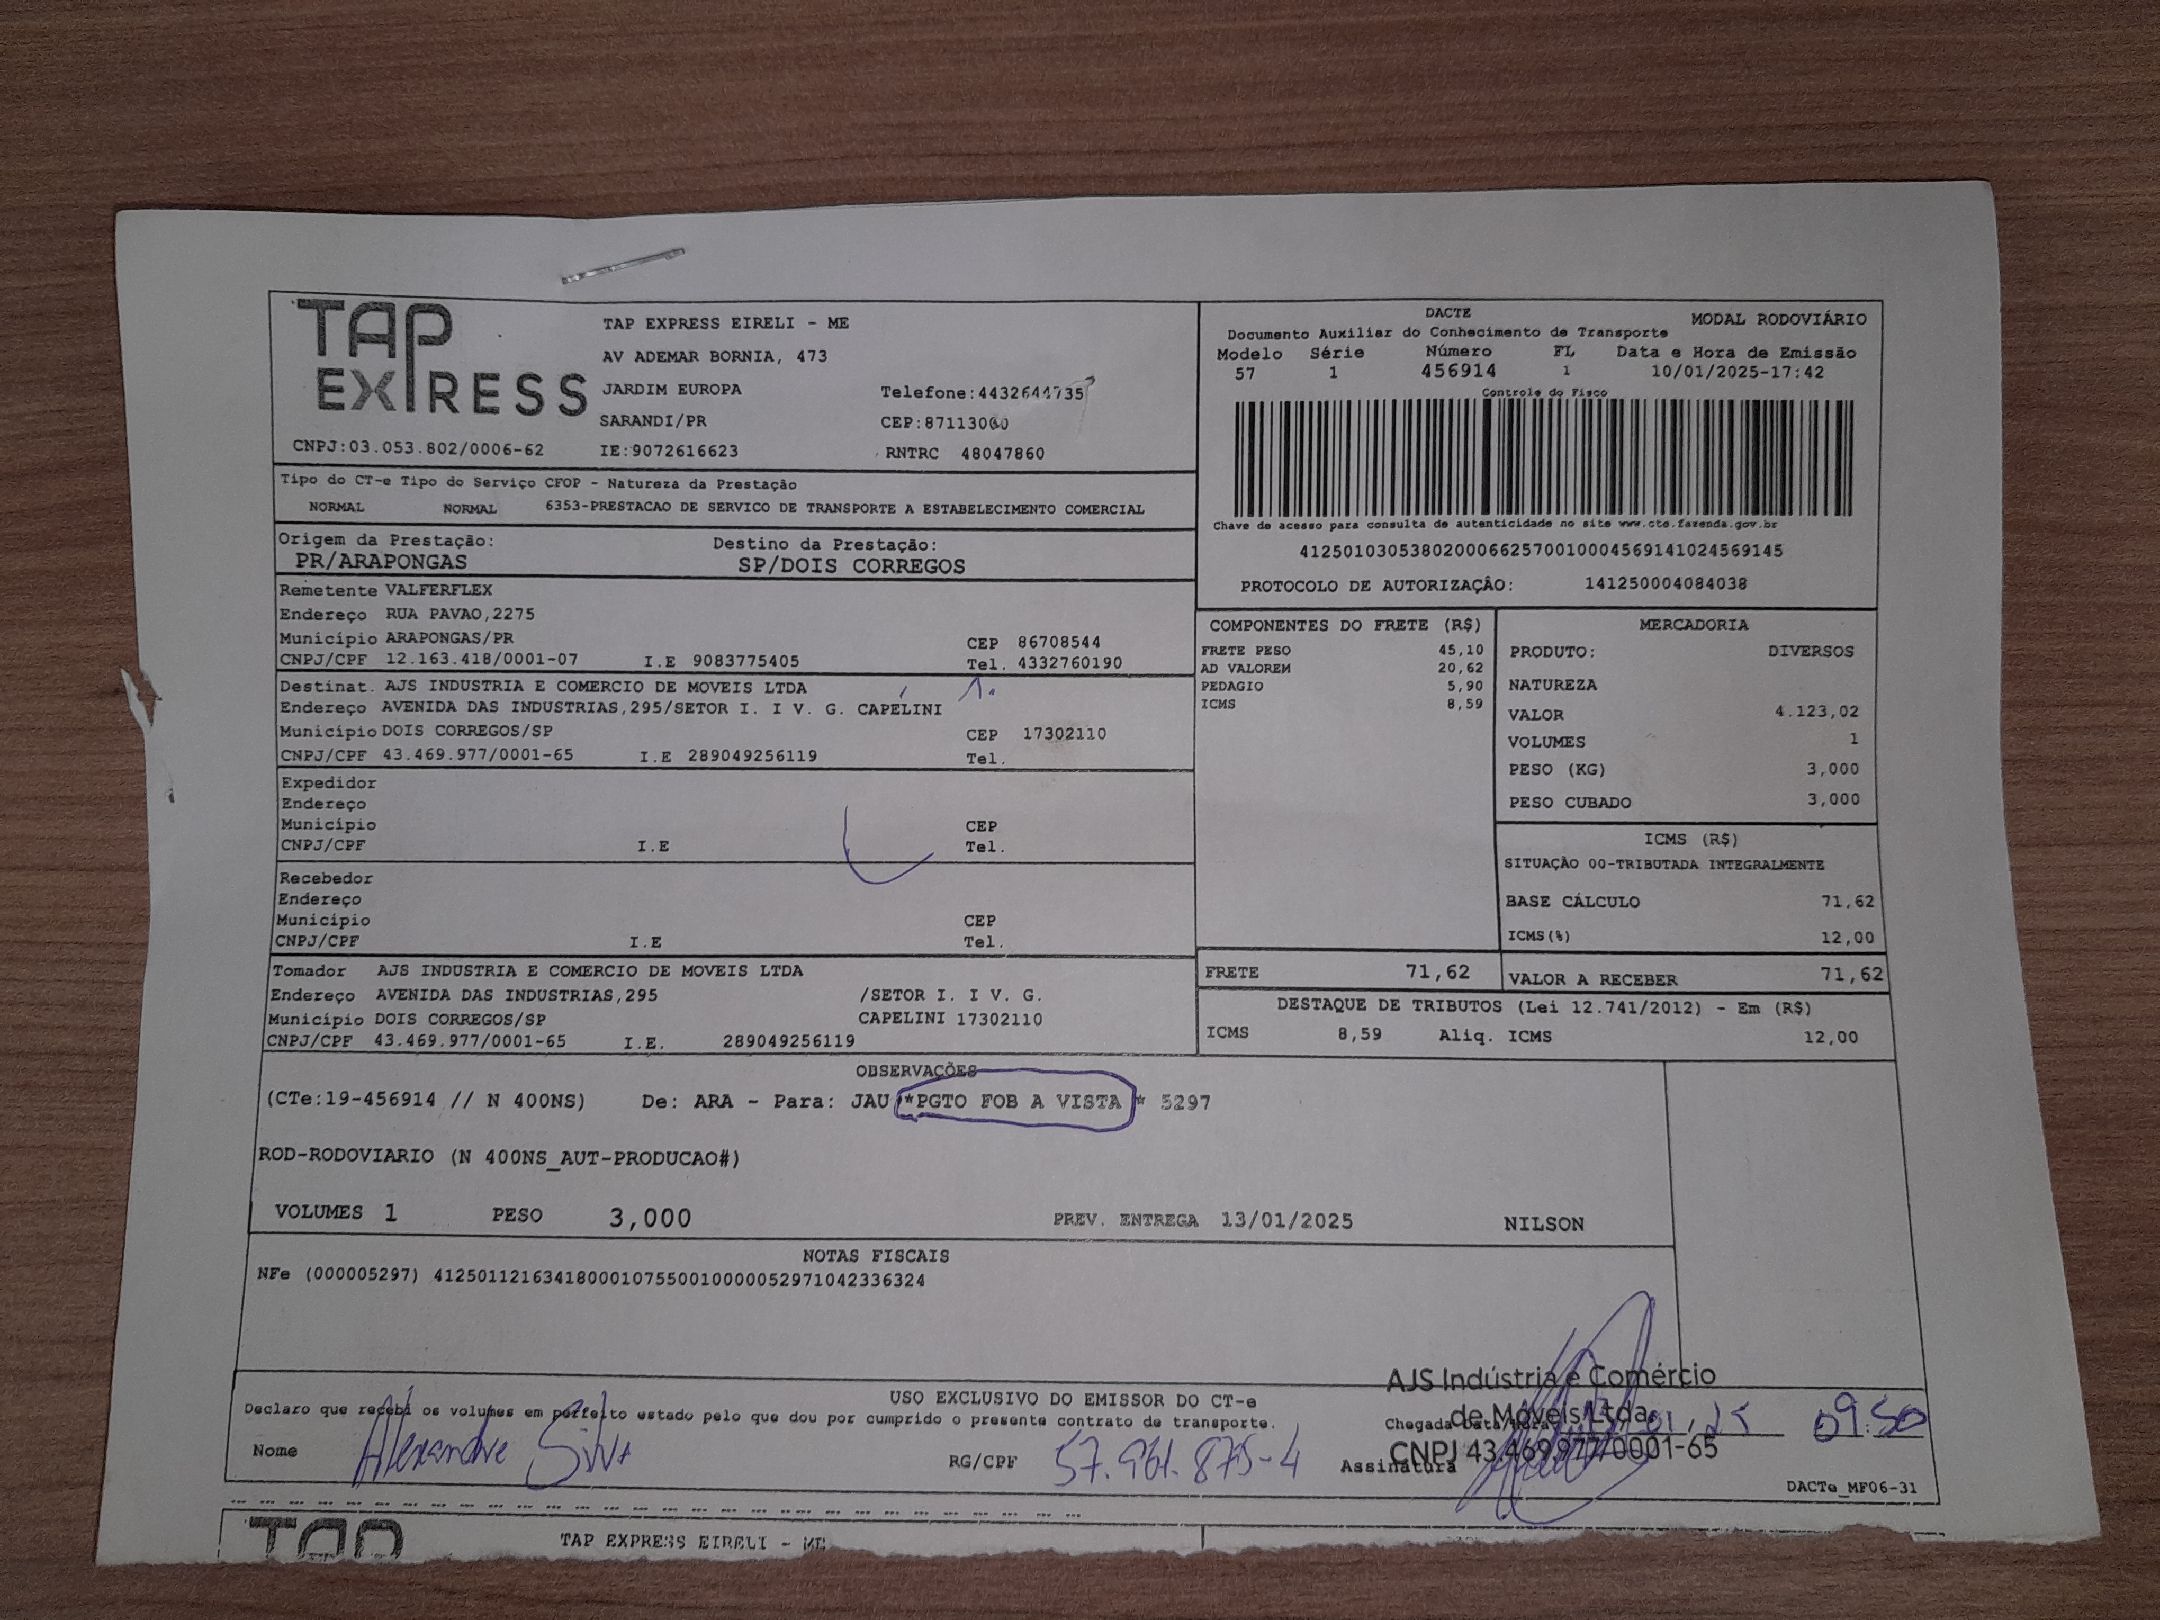 TAP EXPRESS
TAP EXPRESS EIRELI - ME
AV ADEMAR BORNIA, 473
JARDIM EUROPA Telefone:4432644735
SARANDI/PR CEP:87113000
CNPJ:03.053.802/0006-62 IE:9072616623 RNTRC 48047860
DACTE MODAL RODOVIÁRIO
Documento Auxiliar do Conhecimento de Transporte
Modelo Série Número FL Data e Hora de Emissão
57 1 456914 1 10/01/2025-17:42
Controle do Fisco
Chave de acesso para consulta de autenticidade no site www.cte.fazenda.gov.br
41250103053802000662570010004569141024569145
PROTOCOLO DE AUTORIZAÇÂO: 141250004084038
Tipo do CT-e Tipo do Serviço CFOP - Natureza da Prestação
NORMAL NORMAL 6353-PRESTACAO DE SERVICO DE TRANSPORTE A ESTABELECIMENTO COMERCIAL
Origem da Prestação: Destino da Prestação:
PR/ARAPONGAS SP/DOIS CORREGOS
Remetente VALFERFLEX
Endereço RUA PAVAO,2275
Município ARAPONGAS/PR CEP 86708544
CNPJ/CPF 12.163.418/0001-07 I.E 9083775405 Tel. 4332760190
Destinat. AJS INDUSTRIA E COMERCIO DE MOVEIS LTDA
Endereço AVENIDA DAS INDUSTRIAS,295/SETOR I. I V. G. CAPELINI
Município DOIS CORREGOS/SP CEP 17302110
CNPJ/CPF 43.469.977/0001-65 I.E 289049256119 Tel.
Expedidor
Endereço
Município CEP
CNPJ/CPF I.E Tel.
Recebedor
Endereço
Município CEP
CNPJ/CPF I.E Tel.
Tomador AJS INDUSTRIA E COMERCIO DE MOVEIS LTDA
Endereço AVENIDA DAS INDUSTRIAS,295 /SETOR I. I V. G.
Município DOIS CORREGOS/SP CAPELINI 17302110
CNPJ/CPF 43.469.977/0001-65 I.E. 289049256119
COMPONENTES DO FRETE (R$)
FRETE PESO 45,10
AD VALOREM 20,62
PEDAGIO 5,90
ICMS 8,59
MERCADORIA
PRODUTO: DIVERSOS
NATUREZA
VALOR 4.123,02
VOLUMES 1
PESO (KG) 3,000
PESO CUBADO 3,000
ICMS (R$)
SITUAÇÃO 00-TRIBUTADA INTEGRALMENTE
BASE CÁLCULO 71,62
ICMS(%) 12,00
FRETE 71,62 VALOR A RECEBER 71,62
DESTAQUE DE TRIBUTOS (Lei 12.741/2012) - Em (R$)
ICMS 8,59 Aliq. ICMS 12,00
OBSERVAÇÕES
(CTe:19-456914 // N 400NS) De: ARA - Para: JAU **PGTO FOB A VISTA * 5297
ROD-RODOVIARIO (N 400NS_AUT-PRODUCAO#)
VOLUMES 1 PESO 3,000 PREV. ENTREGA 13/01/2025 NILSON
NOTAS FISCAIS
NFe (000005297) 41250112163418000107550010000052971042336324
USO EXCLUSIVO DO EMISSOR DO CT-e
Declaro que recebi os volumes em perfeito estado pelo que dou por cumprido o presente contrato de transporte.
AJS Indústria e Comércio
de Móveis Ltda
CNPJ 43.469.977/0001-65
Chegada Data/Hora 09:50
Nome Alexandre Silva RG/CPF 57.961.875-4 Assinatura
DACTe_MF06-31
TAP
TAP EXPRESS EIRELI - ME